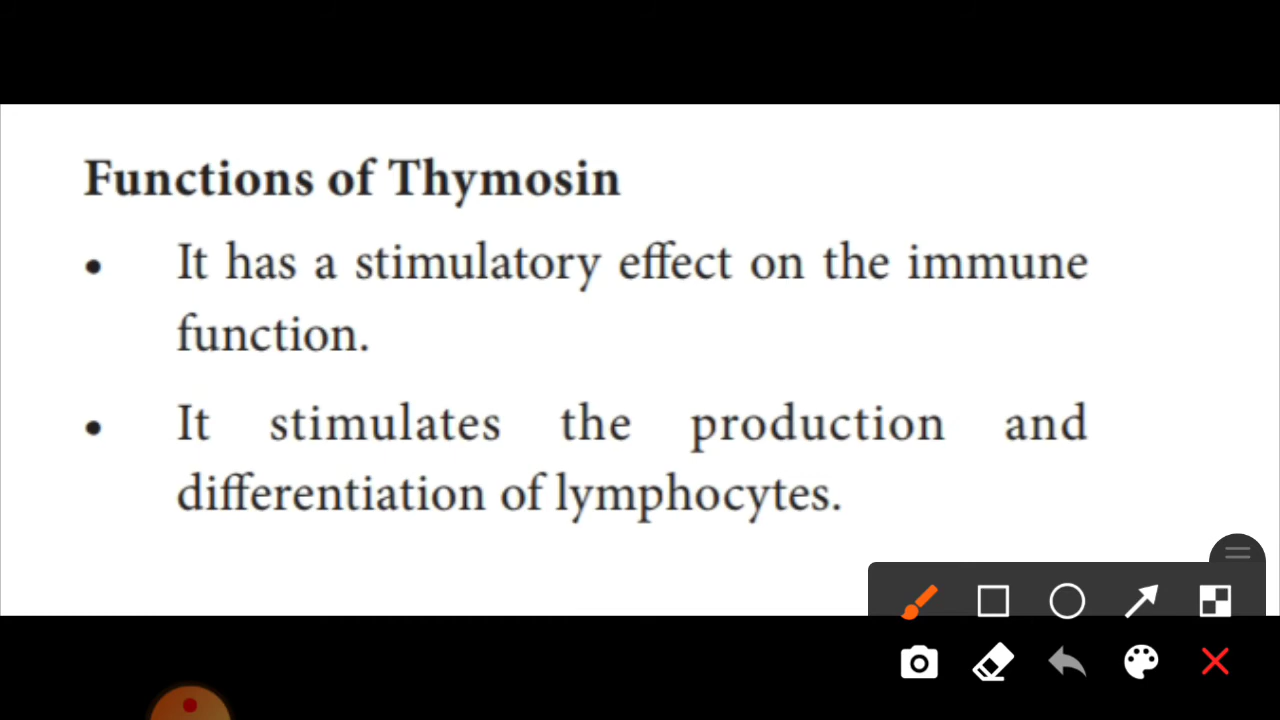 Functions of Thymosin
• It has a stimulatory effect on the immune
function.
• It stimulates the production and
differentiation of lymphocytes.